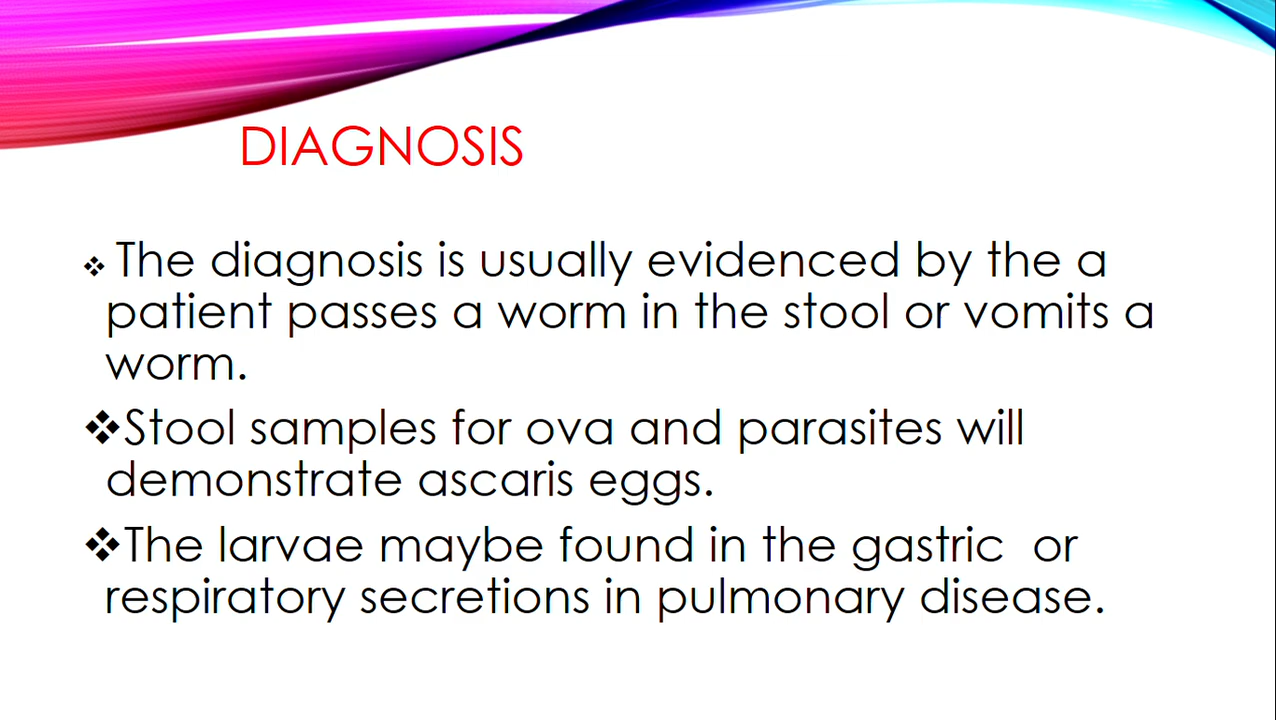 DIAGNOSIS
❖ The diagnosis is usually evidenced by the a
patient passes a worm in the stool or vomits a
worm.
❖Stool samples for ova and parasites will
demonstrate ascaris eggs.
❖The larvae maybe found in the gastric  or
respiratory secretions in pulmonary disease.